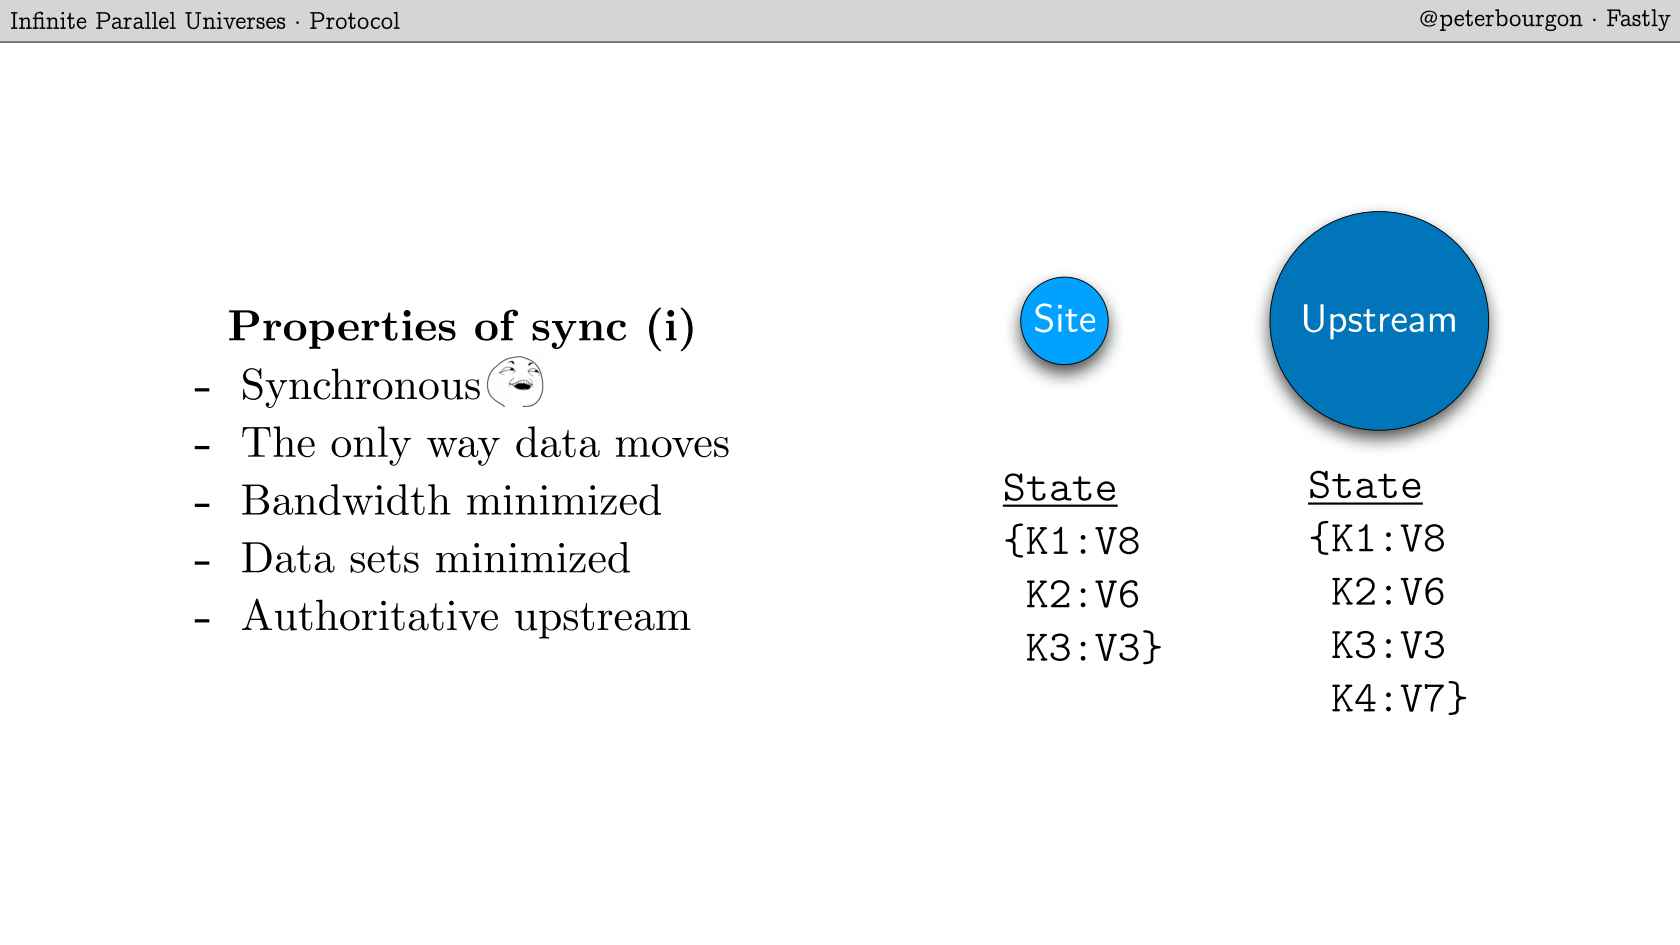 Infinite Parallel Universes · Protocol
@peterbourgon · Fastly
Properties of sync (i)
- Synchronous
- The only way data moves
- Bandwidth minimized
- Data sets minimized
- Authoritative upstream
Site
Upstream
State
{K1:V8
K2:V6
K3:V3}
State
{K1:V8
K2:V6
K3:V3
K4:V7}